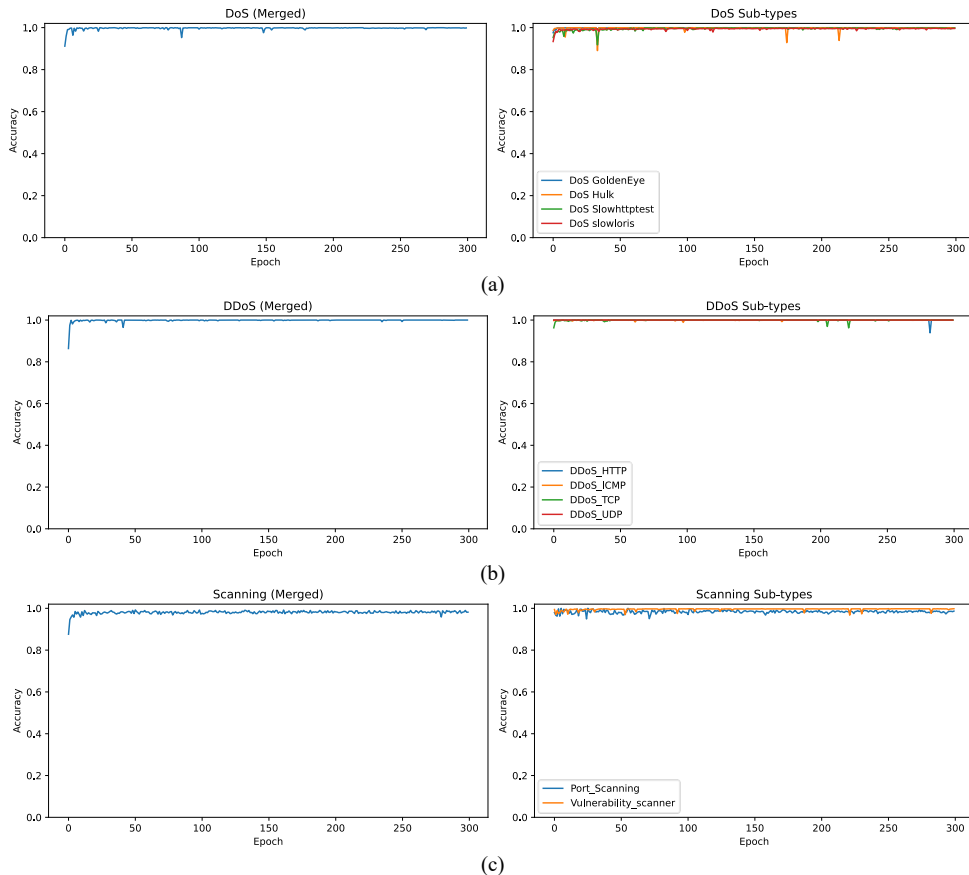 DoS (Merged)
DoS Sub-types
1.0
0.8
0.6
0.4
0.2
0.0
Accuracy
0
50
100
150
200
250
300
Epoch
1.0
0.8
0.6
0.4
0.2
0.0
Accuracy
DoS GoldenEye
DoS Hulk
DoS Slowhttptest
DoS slowloris
0
50
100
150
200
250
300
Epoch
(a)
DDoS (Merged)
DDoS Sub-types
1.0
0.8
0.6
0.4
0.2
0.0
Accuracy
0
50
100
150
200
250
300
Epoch
1.0
0.8
0.6
0.4
0.2
0.0
Accuracy
DDoS_HTTP
DDoS_ICMP
DDoS_TCP
DDoS_UDP
0
50
100
150
200
250
300
Epoch
(b)
Scanning (Merged)
Scanning Sub-types
1.0
0.8
0.6
0.4
0.2
0.0
Accuracy
0
50
100
150
200
250
300
Epoch
1.0
0.8
0.6
0.4
0.2
0.0
Accuracy
Port_Scanning
Vulnerability_scanner
0
50
100
150
200
250
300
Epoch
(c)